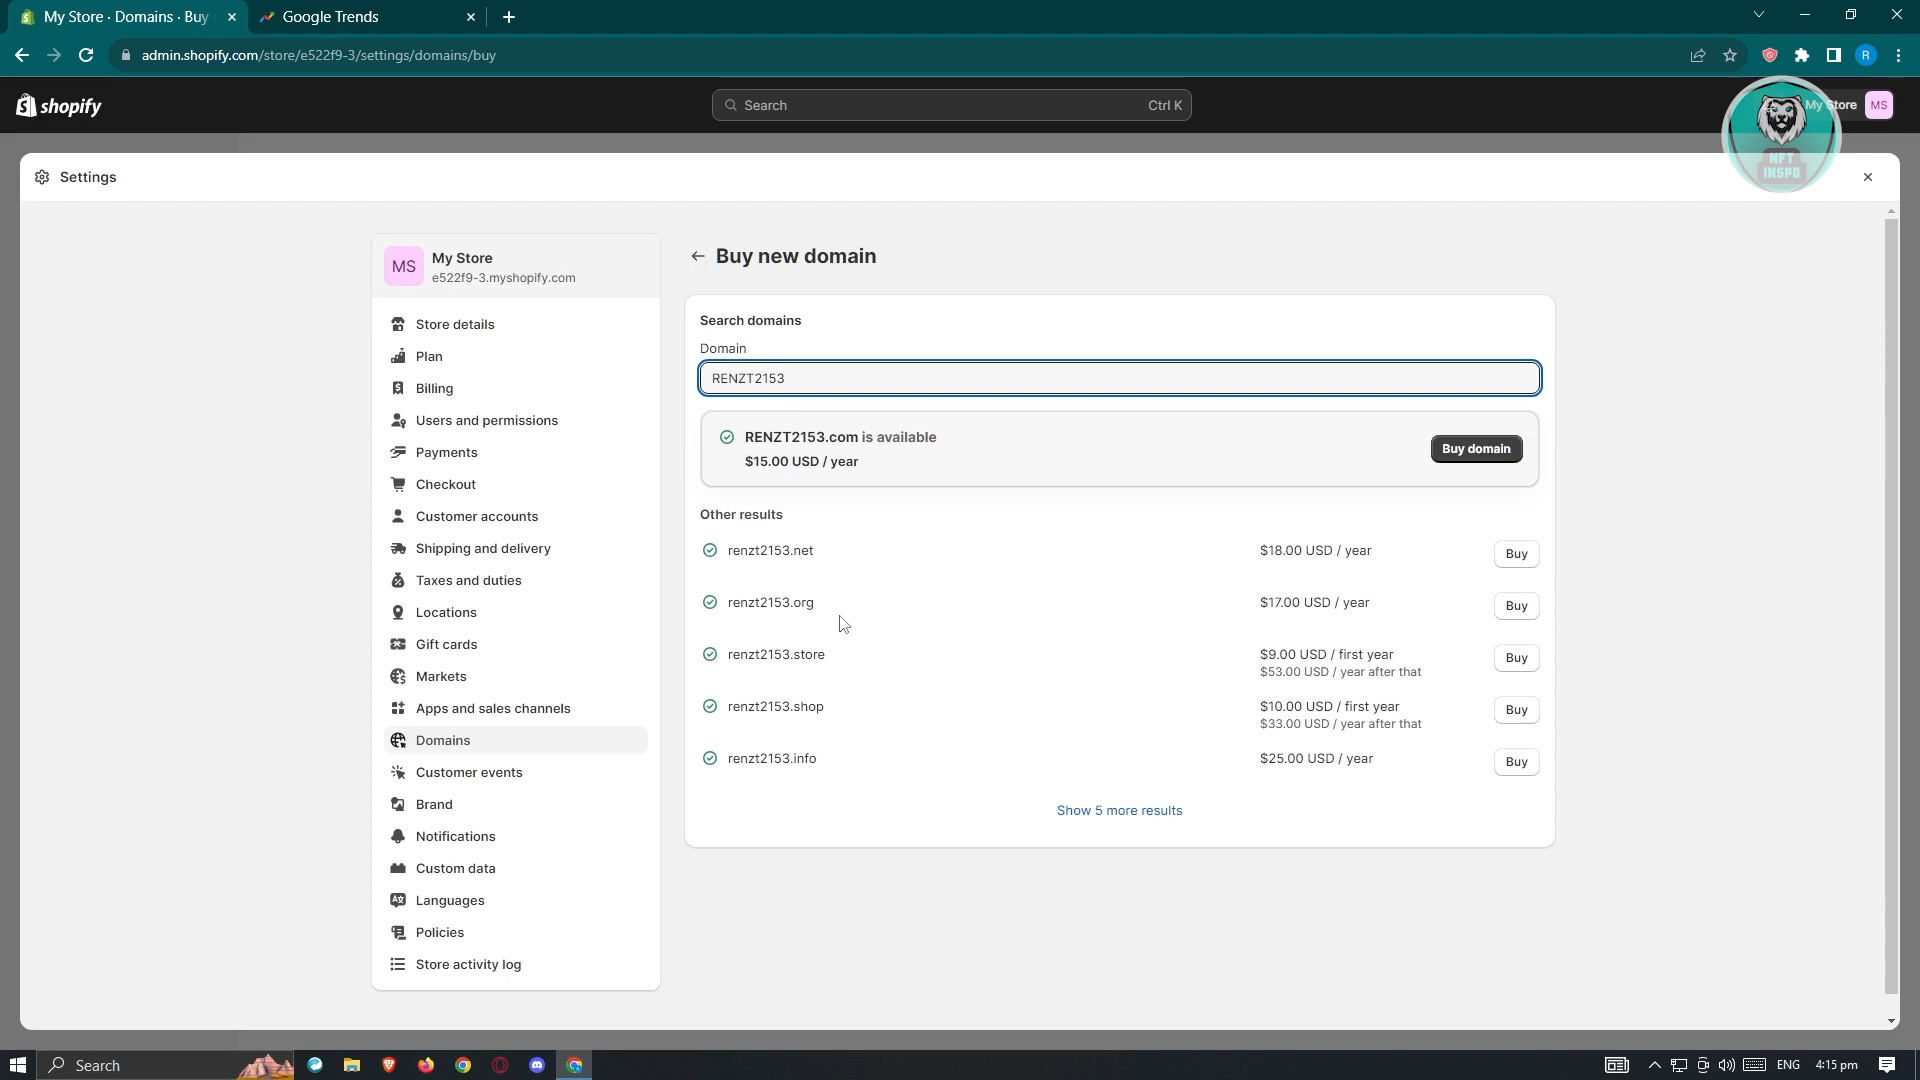 My Store · Domains · Buy
Google Trends
admin.shopify.com/store/e522f9-3/settings/domains/buy
R
shopify
Search
Ctrl K
My Store
MS
NFT
INSPO
Settings
MS
My Store
e522f9-3.myshopify.com
Store details
Plan
Billing
Users and permissions
Payments
Checkout
Customer accounts
Shipping and delivery
Taxes and duties
Locations
Gift cards
Markets
Apps and sales channels
Domains
Customer events
Brand
Notifications
Custom data
Languages
Policies
Store activity log
Buy new domain
Search domains
Domain
RENZT2153
RENZT2153.com is available
$15.00 USD / year
Buy domain
Other results
renzt2153.net
$18.00 USD / year
Buy
renzt2153.org
$17.00 USD / year
Buy
renzt2153.store
$9.00 USD / first year
$53.00 USD / year after that
Buy
renzt2153.shop
$10.00 USD / first year
$33.00 USD / year after that
Buy
renzt2153.info
$25.00 USD / year
Buy
Show 5 more results
Search
ENG
4:15 pm